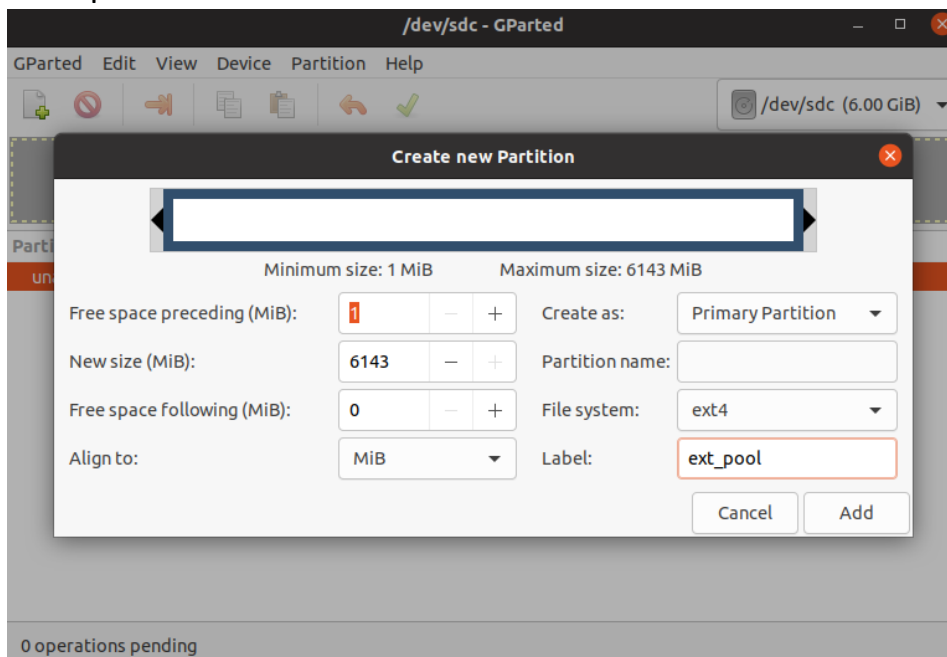 /dev/sdc - GParted
GParted Edit View Device Partition Help
/dev/sdc (6.00 GiB)
Create new Partition
Parti
Minimum size: 1 MiB Maximum size: 6143 MiB
un
Free space preceding (MiB): 1 Create as: Primary Partition
New size (MiB): 6143 Partition name:
Free space following (MiB): 0 File system: ext4
Align to: MiB Label: ext_pool
Cancel Add
0 operations pending